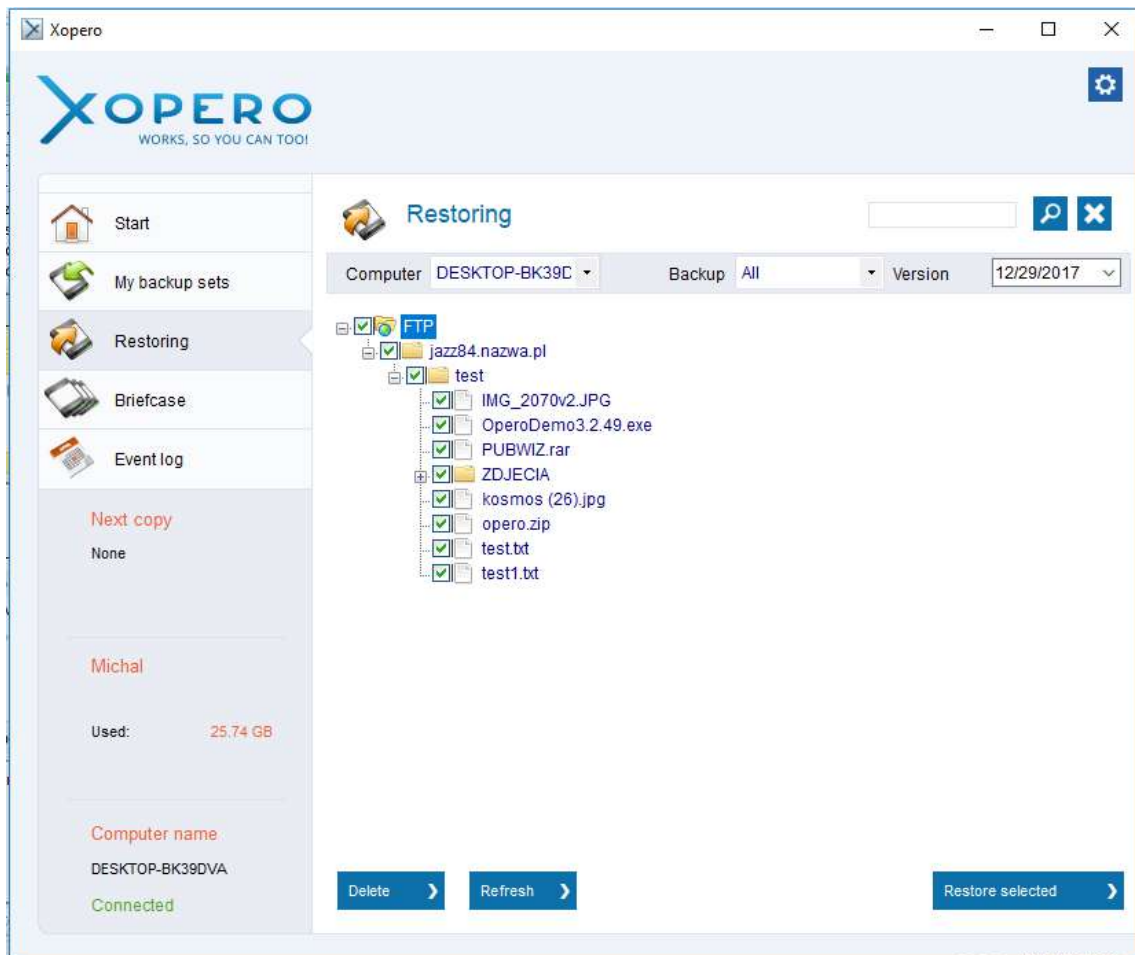 Xopero
XOPERO
WORKS, SO YOU CAN TOO!
Start
My backup sets
Restoring
Briefcase
Event log
Next copy
None
Michal
Used: 25.74 GB
Computer name
DESKTOP-BK39DVA
Connected
Restoring
Computer DESKTOP-BK39D Backup All Version 12/29/2017
FTP
jazz84.nazwa.pl
test
IMG_2070v2.JPG
OperoDemo3.2.49.exe
PUBWIZ.rar
ZDJECIA
kosmos (26).jpg
opero.zip
test.txt
test1.txt
Delete Refresh Restore selected